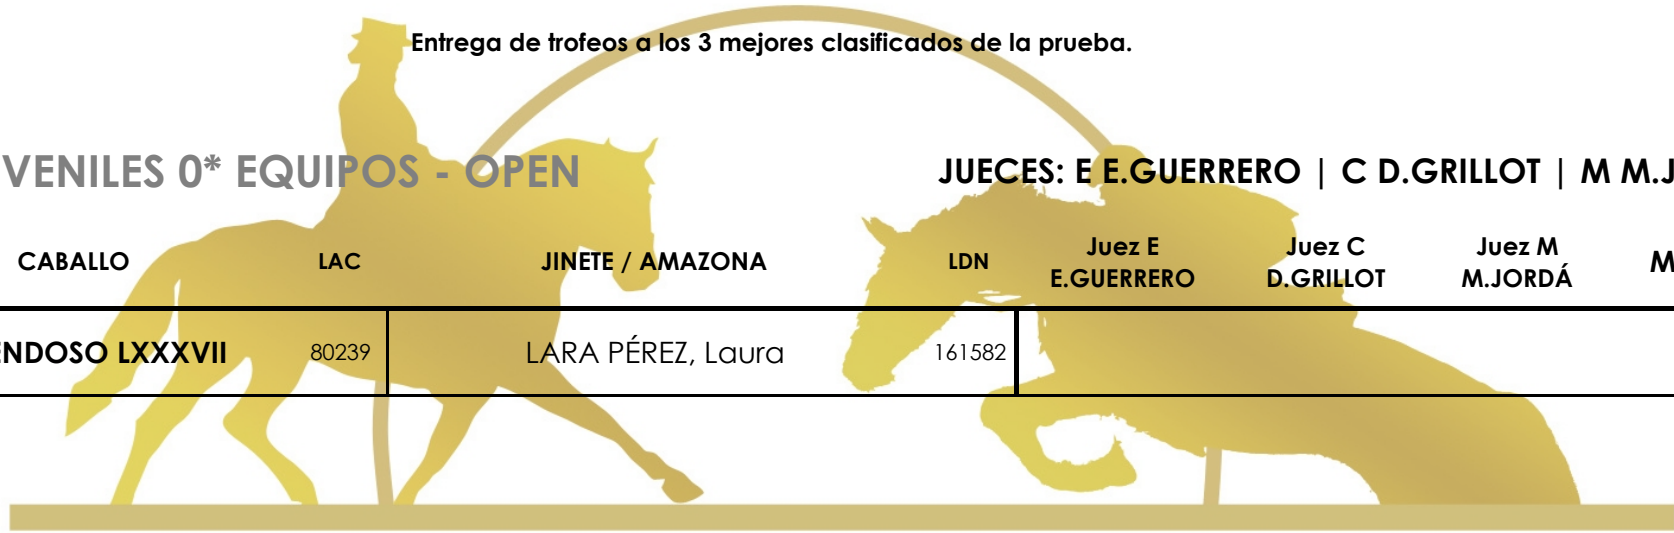 Entrega de trofeos a los 3 mejores clasificados de la prueba.
VENILES 0* EQUIPOS - OPEN JUECES: E E.GUERRERO | C D.GRILLOT | M M.J
CABALLO LAC JINETE / AMAZONA LDN Juez E Juez C Juez M M
E.GUERRERO D.GRILLOT M.JORDÁ
ENDOSO LXXXVII 80239 LARA PÉREZ, Laura 161582